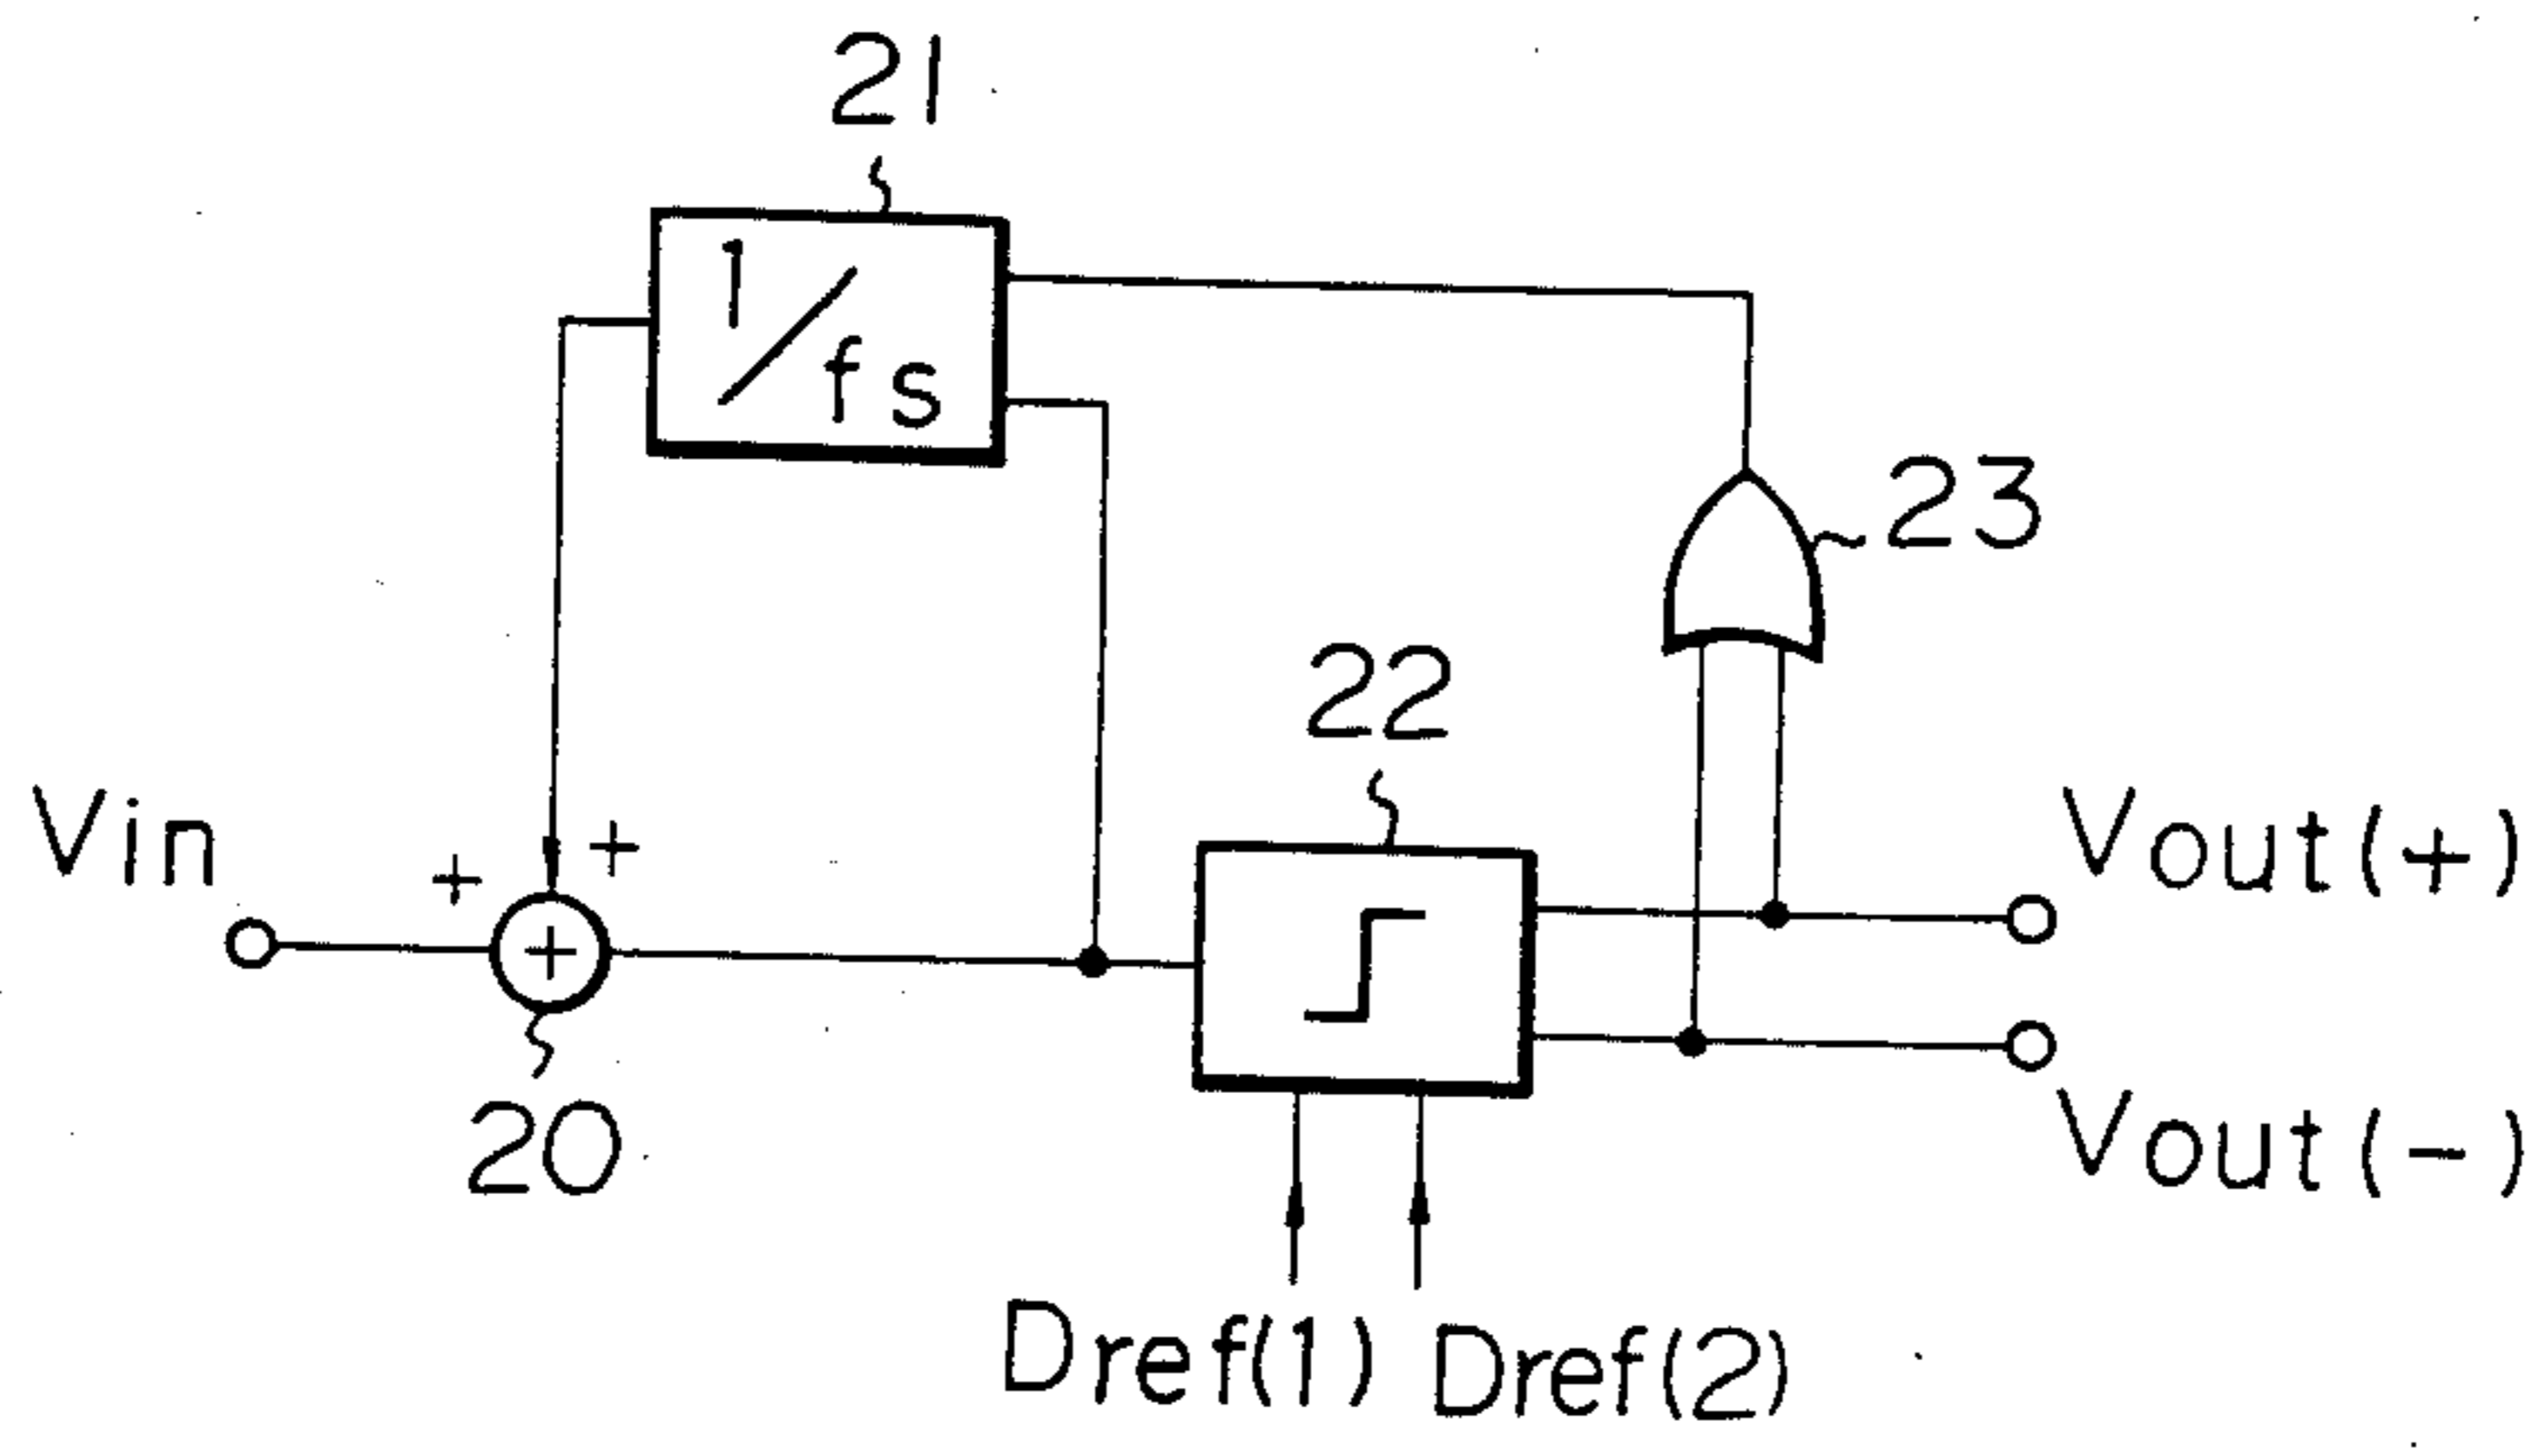 21
1/fs
23
22
Vin
+
+
+
Vout(+)
20
Vout(-)
Dref(1) Dref(2)